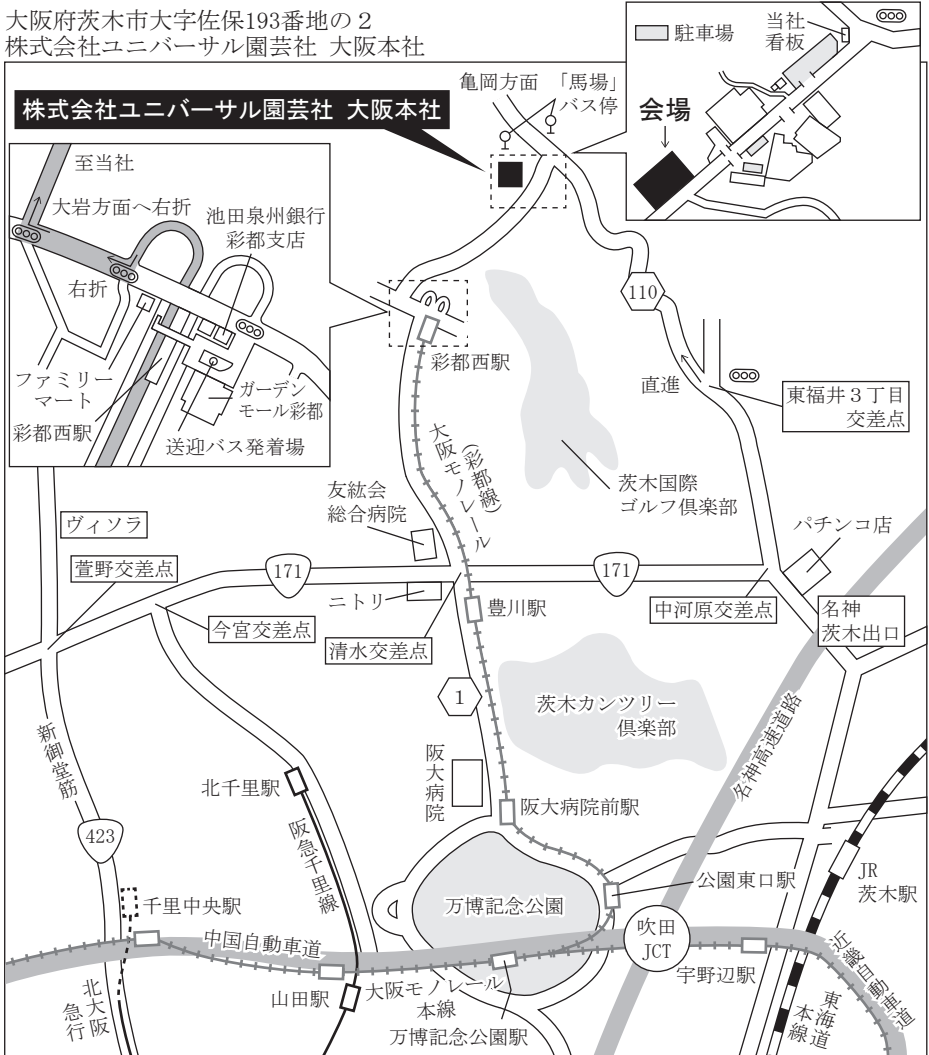 大阪府茨木市大字佐保193番地の２
株式会社ユニバーサル園芸社 大阪本社
駐車場
当社
看板
会場
亀岡方面
「馬場」
バス停
株式会社ユニバーサル園芸社 大阪本社
至当社
大岩方面へ右折
池田泉州銀行
彩都支店
右折
ファミリー
マート
ガーデン
モール彩都
彩都西駅
送迎バス発着場
110
彩都西駅
直進
東福井３丁目
交差点
大阪モノレール
(彩都線)
茨木国際
ゴルフ倶楽部
友紘会
総合病院
パチンコ店
ヴィソラ
萱野交差点
171
171
ニトリ
豊川駅
中河原交差点
名神
茨木出口
今宮交差点
清水交差点
1
茨木カンツリー
倶楽部
新御堂筋
阪大病院
名神高速道路
北千里駅
阪大病院前駅
423
阪急千里線
公園東口駅
JR
茨木駅
千里中央駅
万博記念公園
吹田
JCT
中国自動車道
宇野辺駅
近畿自動車道
山田駅
大阪モノレール
本線
北大阪
急行
万博記念公園駅
東海道
本線